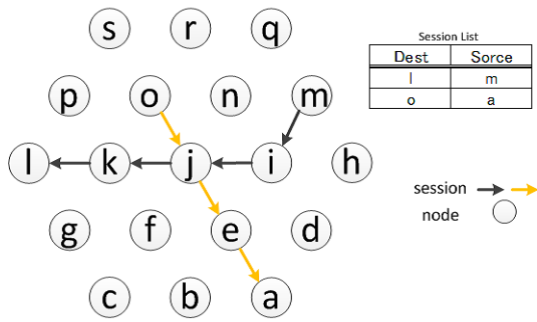 s r q
Session List
Dest Sorce
l m
o a
p o n m
l k j i h
session
node
g f e d
c b a